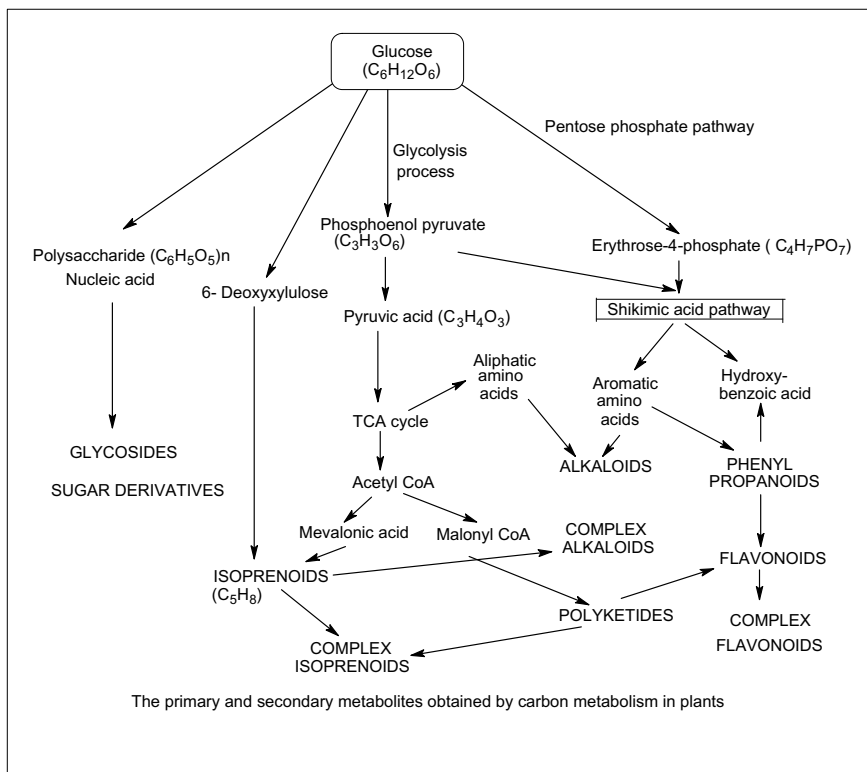 Glucose
(C6H12O6)
Pentose phosphate pathway
Glycolysis
process
Phosphoenol pyruvate
(C3H3O6)
Erythrose-4-phosphate ( C4H7PO7)
Polysaccharide (C6H5O5)n
Nucleic acid
6- Deoxyxylulose
Shikimic acid pathway
Pyruvic acid (C3H4O3)
Aliphatic
amino
acids
Aromatic
amino
acids
Hydroxy-
benzoic acid
TCA cycle
GLYCOSIDES
SUGAR DERIVATIVES
ALKALOIDS
PHENYL
PROPANOIDS
Acetyl CoA
Mevalonic acid
Malonyl CoA
COMPLEX
ALKALOIDS
FLAVONOIDS
ISOPRENOIDS
(C5H8)
POLYKETIDES
COMPLEX
FLAVONOIDS
COMPLEX
ISOPRENOIDS
The primary and secondary metabolites obtained by carbon metabolism in plants